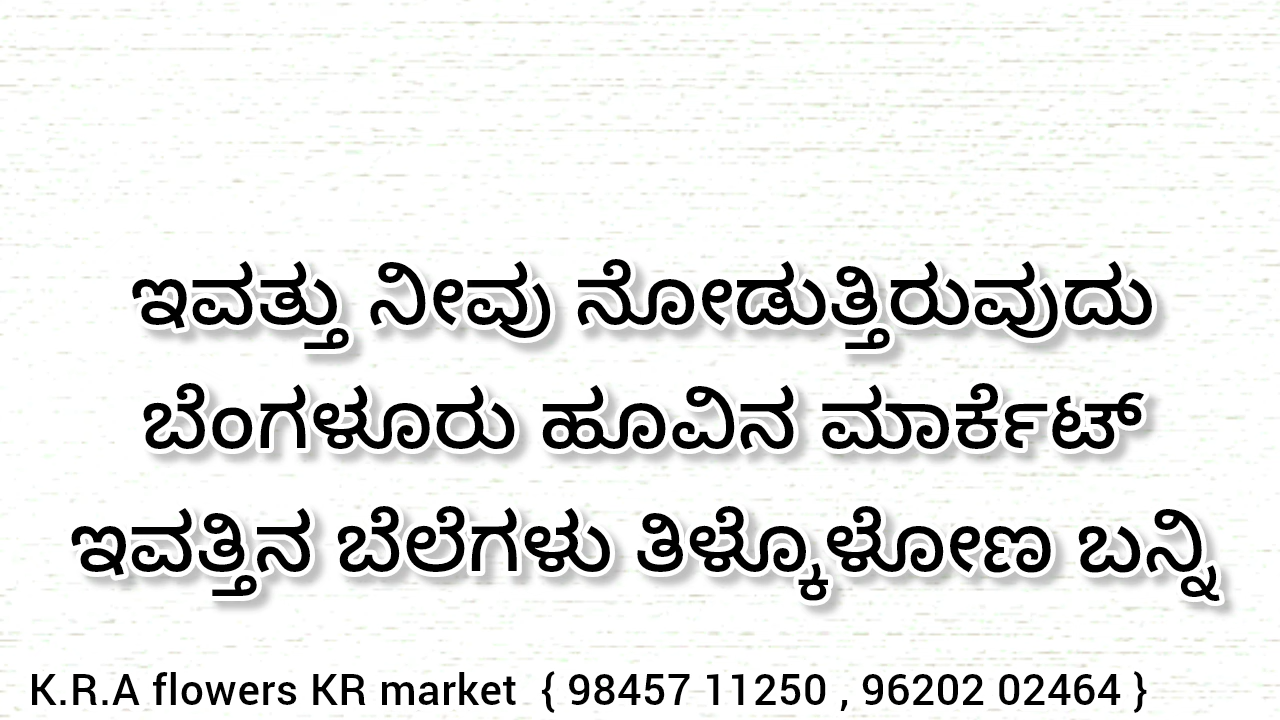 ಇವತ್ತು ನೀವು ನೋಡುತ್ತಿರುವುದು
ಬೆಂಗಳೂರು ಹೂವಿನ ಮಾರ್ಕೆಟ್
ಇವತ್ತಿನ ಬೆಲೆಗಳು ತಿಳ್ಕೊಳೋಣ ಬನ್ನಿ
K.R.A flowers KR market { 98457 11250 , 96202 02464 }